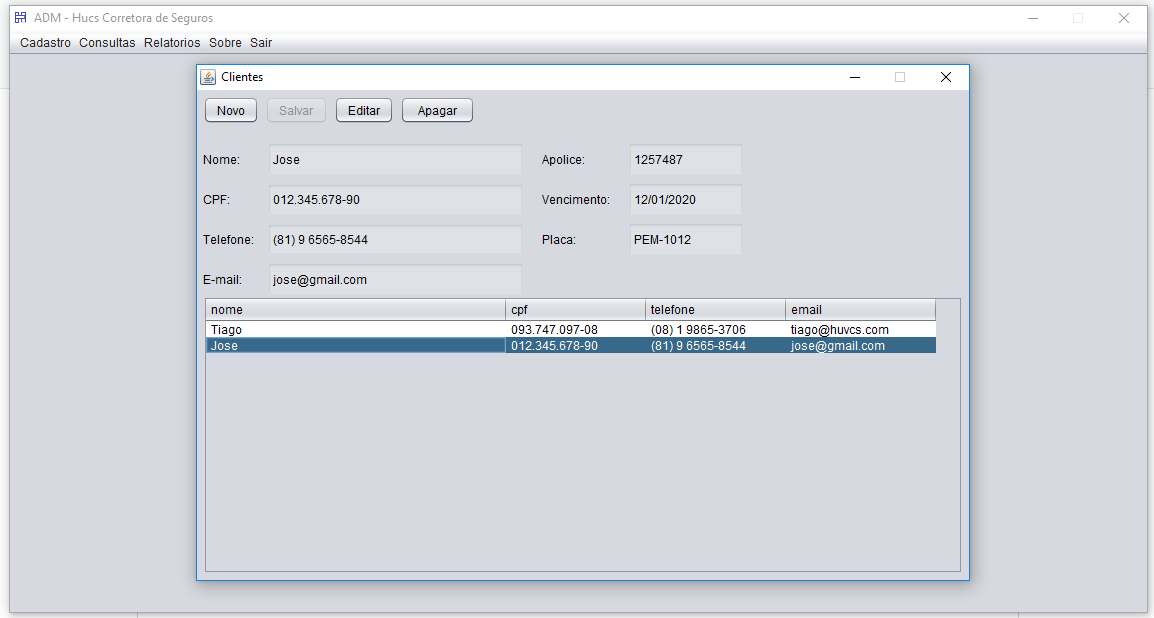 ADM - Hucs Corretora de Seguros
Cadastro Consultas Relatorios Sobre Sair
Clientes
Novo Salvar Editar Apagar
Nome: Jose Apolice: 1257487
CPF: 012.345.678-90 Vencimento: 12/01/2020
Telefone: (81) 9 6565-8544 Placa: PEM-1012
E-mail: jose@gmail.com
nome cpf telefone email
Tiago 093.747.097-08 (08) 1 9865-3706 tiago@huvcs.com
Jose 012.345.678-90 (81) 9 6565-8544 jose@gmail.com